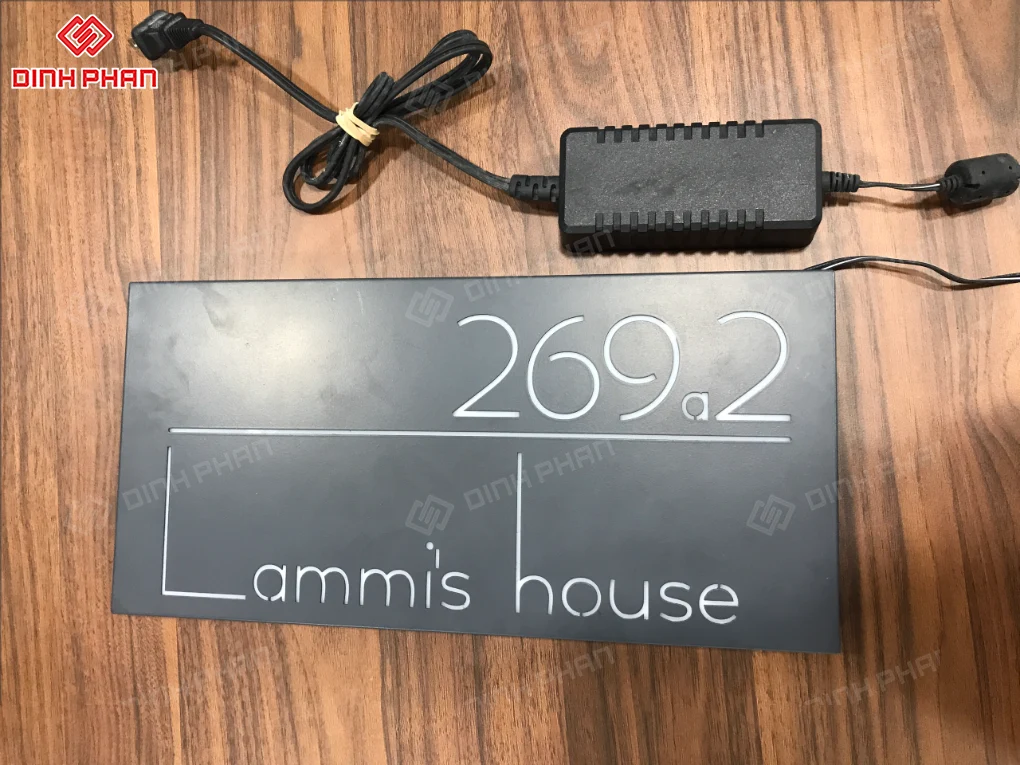 DINH PHAN
269a2
Lammi's house